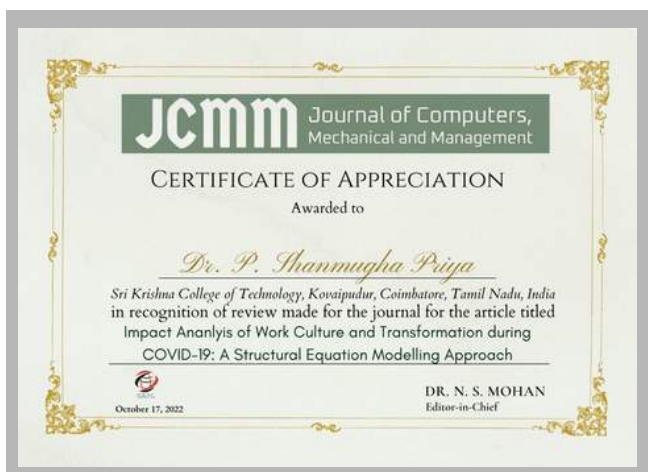 JCMM Journal of Computers,
Mechanical and Management
CERTIFICATE OF APPRECIATION
Awarded to
Dr. P. Shanmugha Priya
Sri Krishna College of Technology, Kovaipudur, Coimbatore, Tamil Nadu, India
in recognition of review made for the journal for the article titled
Impact Ananlyis of Work Culture and Transformation during
COVID-19: A Structural Equation Modelling Approach
October 17, 2022
DR. N. S. MOHAN
Editor-in-Chief